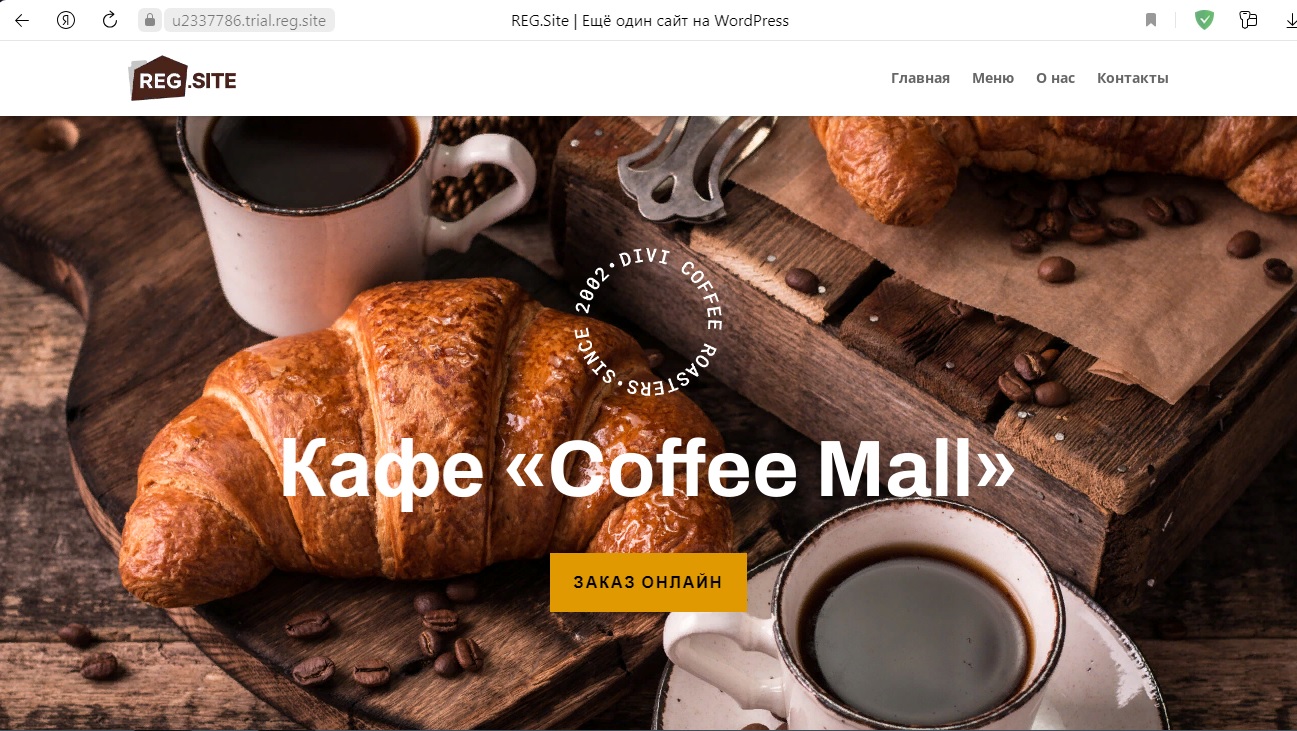 Я
u2337786.trial.reg.site
REG.Site | Ещё один сайт на WordPress
REG.SITE
Главная
Меню
О нас
Контакты
DIVI COFFEE ROASTERS•SINCE 2002•
Кафе «Coffee Mall»
ЗАКАЗ ОНЛАЙН